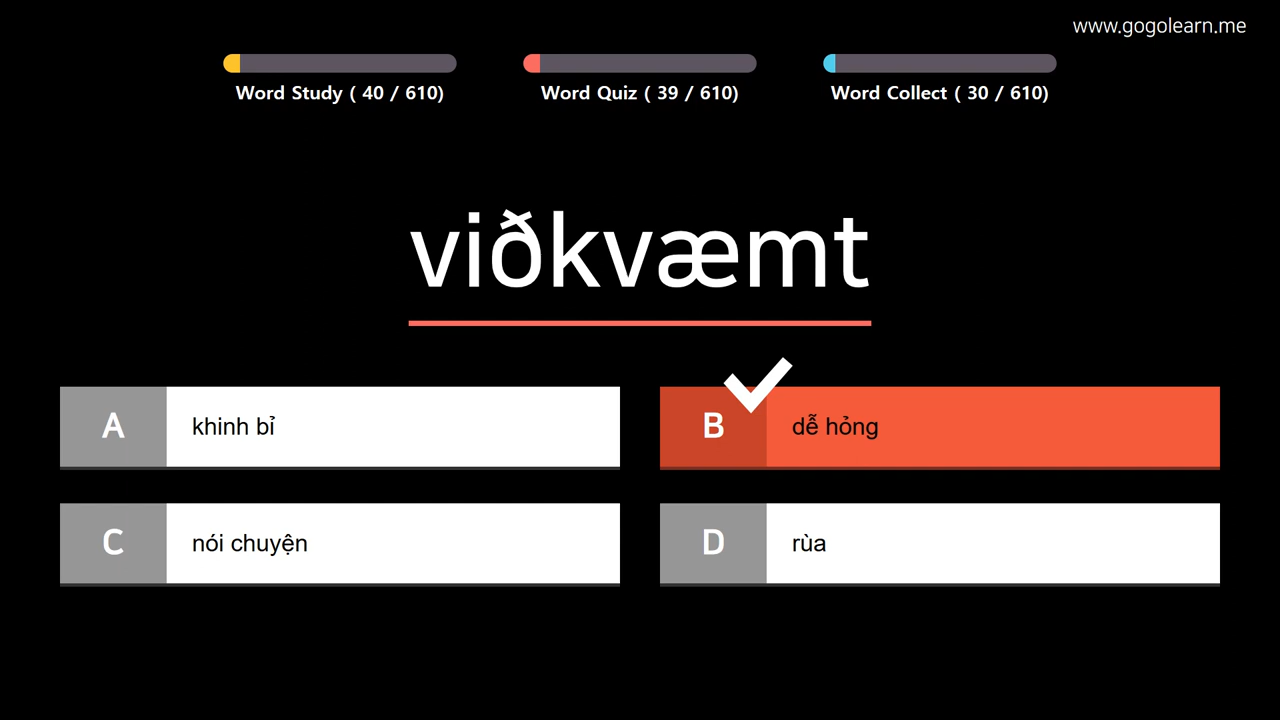 www.gogolearn.me
Word Study ( 40 / 610)
Word Quiz ( 39 / 610)
Word Collect ( 30 / 610)
viðkvæmt
A khinh bỉ
B dễ hỏng
C nói chuyện
D rùa